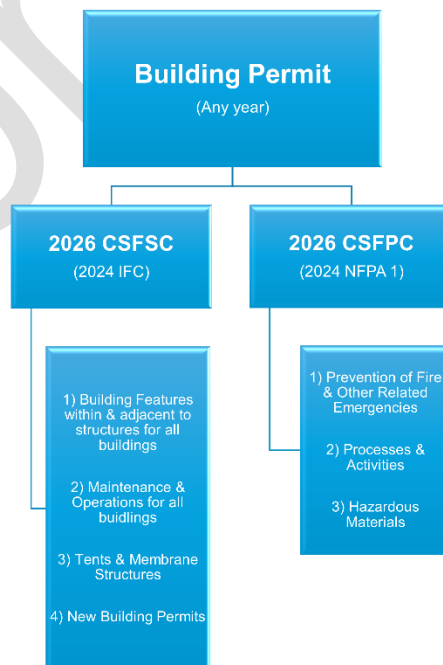 Building Permit
(Any year)
2026 CSFSC
(2024 IFC)
2026 CSFPC
(2024 NFPA 1)
1) Building Features
within & adjacent to
structures for all
buildings
2) Maintenance &
Operations for all
buidlings
3) Tents & Membrane
Structures
4) New Building Permits
1) Prevention of Fire
& Other Related
Emergencies
2) Processes &
Activities
3) Hazardous
Materials